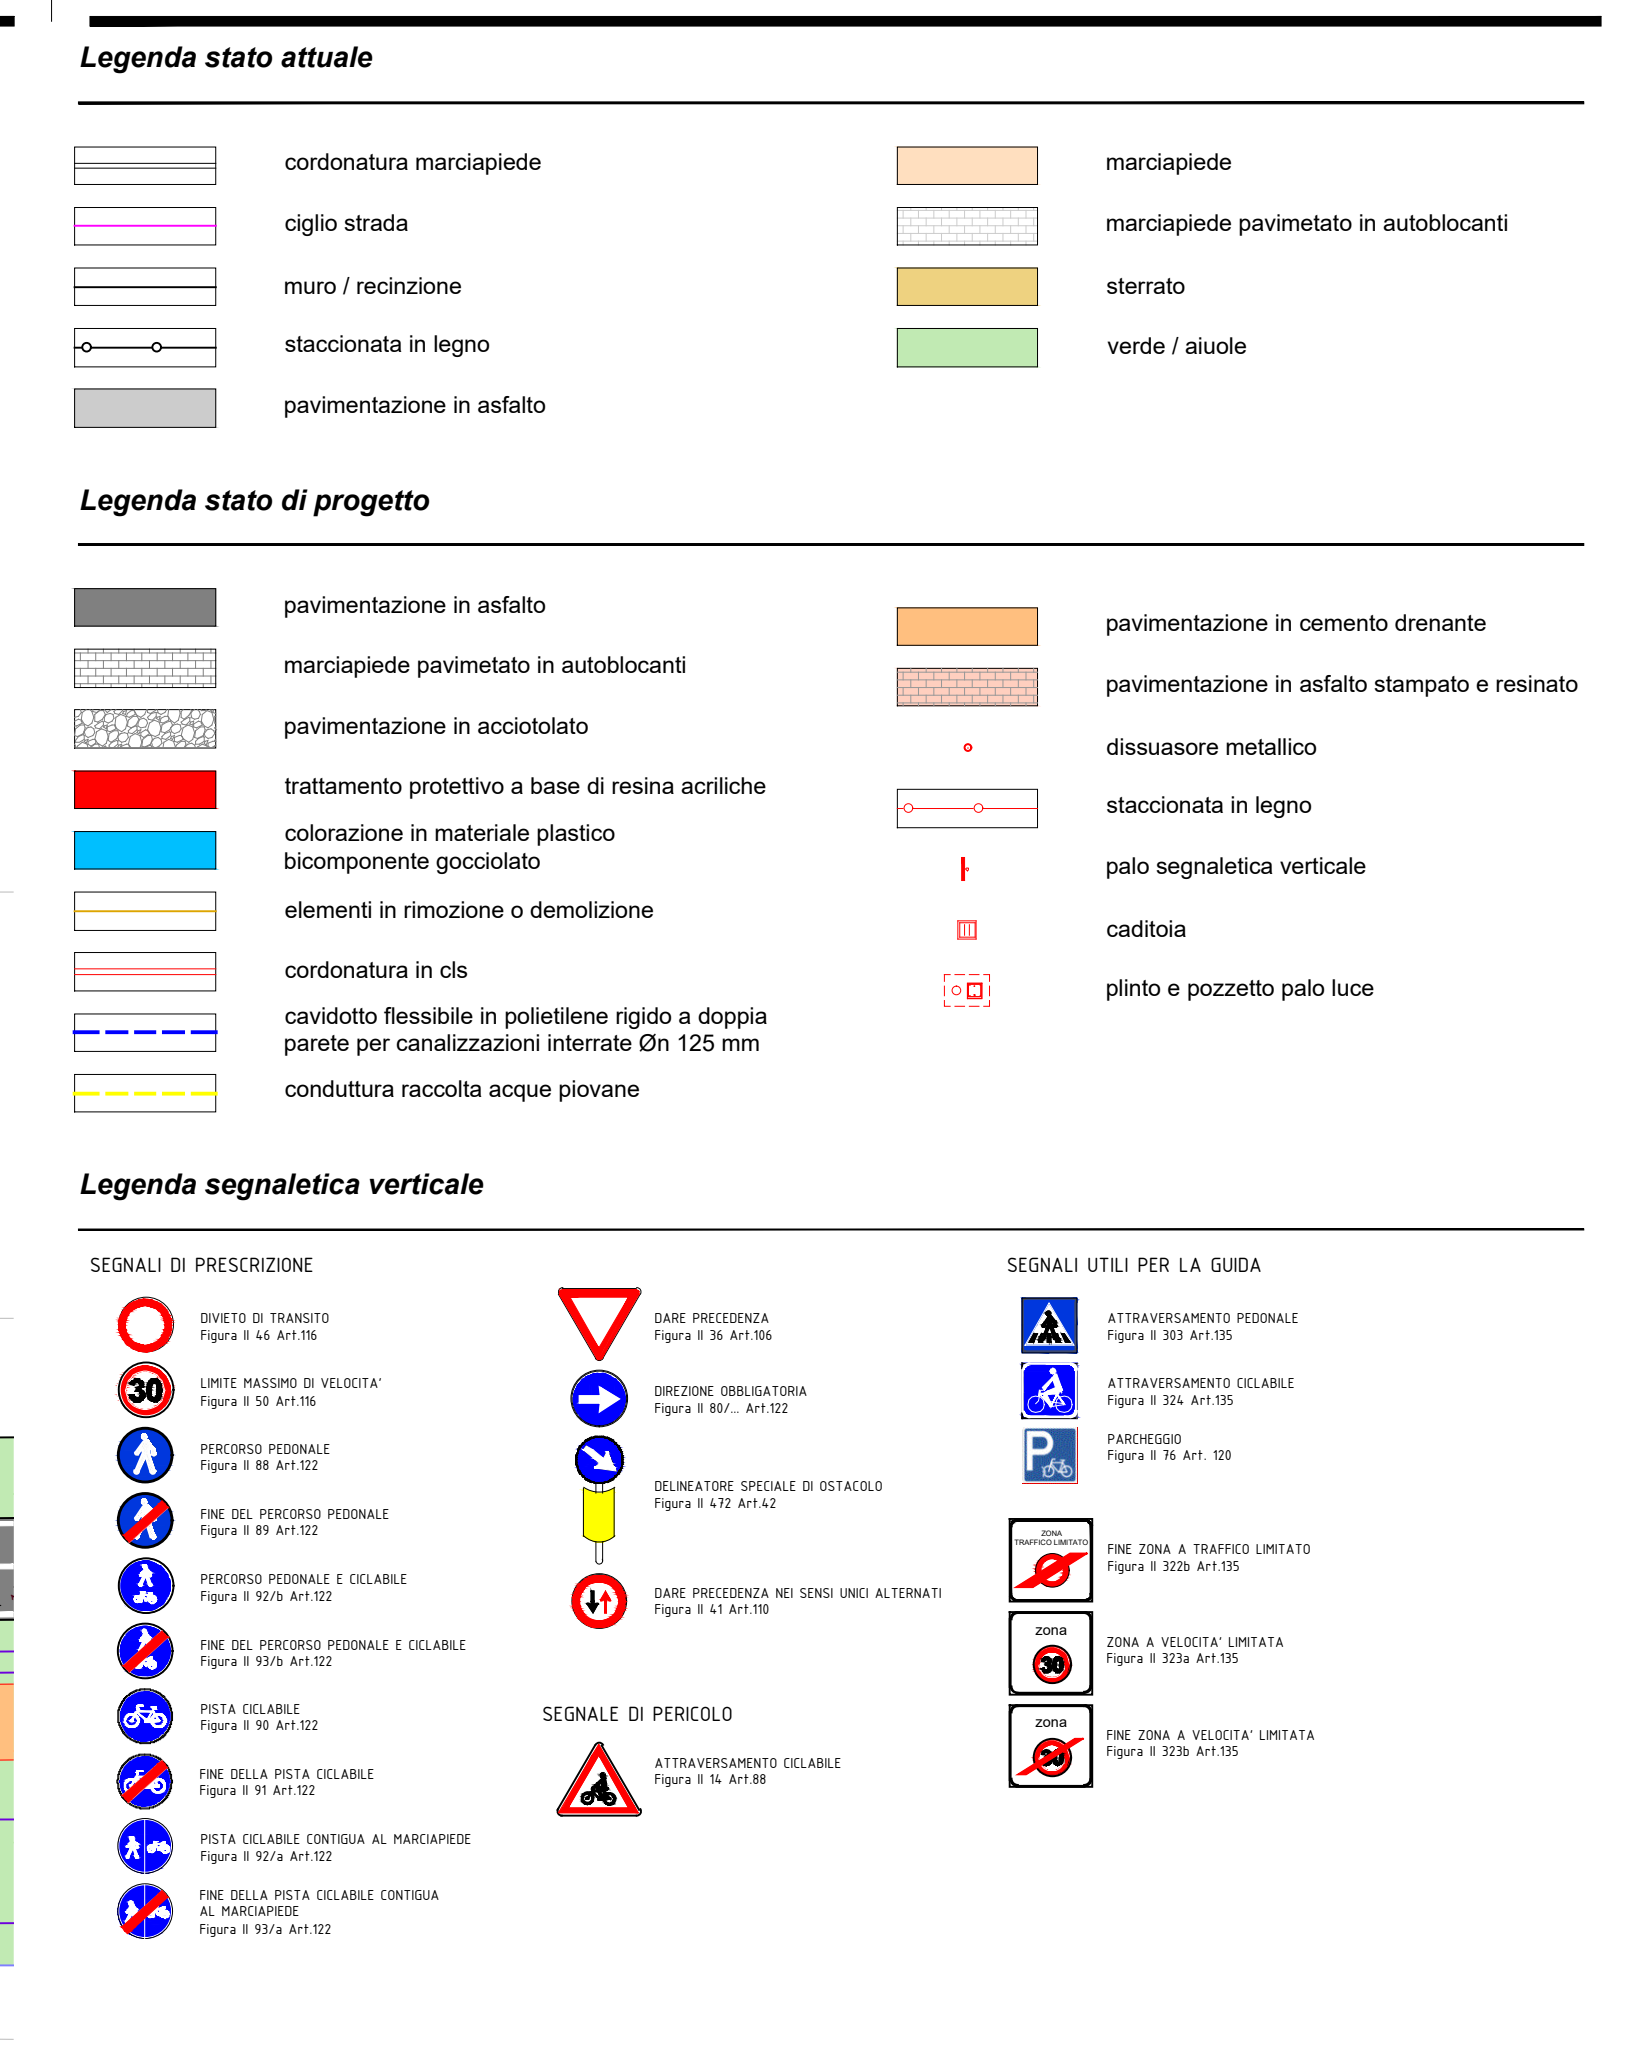 Legenda stato attuale
cordonatura marciapiede
ciglio strada
muro / recinzione
staccionata in legno
pavimentazione in asfalto
marciapiede
marciapiede pavimetato in autoblocanti
sterrato
verde / aiuole
Legenda stato di progetto
pavimentazione in asfalto
marciapiede pavimetato in autoblocanti
pavimentazione in acciotolato
trattamento protettivo a base di resina acriliche
colorazione in materiale plastico
bicomponente gocciolato
elementi in rimozione o demolizione
cordonatura in cls
cavidotto flessibile in polietilene rigido a doppia
parete per canalizzazioni interrate Øn 125 mm
conduttura raccolta acque piovane
pavimentazione in cemento drenante
pavimentazione in asfalto stampato e resinato
dissuasore metallico
staccionata in legno
palo segnaletica verticale
caditoia
plinto e pozzetto palo luce
Legenda segnaletica verticale
SEGNALI DI PRESCRIZIONE
DIVIETO DI TRANSITO
Figura II 46 Art.116
30
LIMITE MASSIMO DI VELOCITA'
Figura II 50 Art.116
PERCORSO PEDONALE
Figura II 88 Art.122
FINE DEL PERCORSO PEDONALE
Figura II 89 Art.122
PERCORSO PEDONALE E CICLABILE
Figura II 92/b Art.122
FINE DEL PERCORSO PEDONALE E CICLABILE
Figura II 93/b Art.122
PISTA CICLABILE
Figura II 90 Art.122
FINE DELLA PISTA CICLABILE
Figura II 91 Art.122
PISTA CICLABILE CONTIGUA AL MARCIAPIEDE
Figura II 92/a Art.122
FINE DELLA PISTA CICLABILE CONTIGUA
AL MARCIAPIEDE
Figura II 93/a Art.122
DARE PRECEDENZA
Figura II 36 Art.106
DIREZIONE OBBLIGATORIA
Figura II 80/... Art.122
DELINEATORE SPECIALE DI OSTACOLO
Figura II 472 Art.42
DARE PRECEDENZA NEI SENSI UNICI ALTERNATI
Figura II 41 Art.110
SEGNALE DI PERICOLO
ATTRAVERSAMENTO CICLABILE
Figura II 14 Art.88
SEGNALI UTILI PER LA GUIDA
ATTRAVERSAMENTO PEDONALE
Figura II 303 Art.135
ATTRAVERSAMENTO CICLABILE
Figura II 324 Art.135
P
PARCHEGGIO
Figura II 76 Art. 120
ZONA
TRAFFICO LIMITATO
FINE ZONA A TRAFFICO LIMITATO
Figura II 322b Art.135
zona
30
ZONA A VELOCITA' LIMITATA
Figura II 323a Art.135
zona
30
FINE ZONA A VELOCITA' LIMITATA
Figura II 323b Art.135